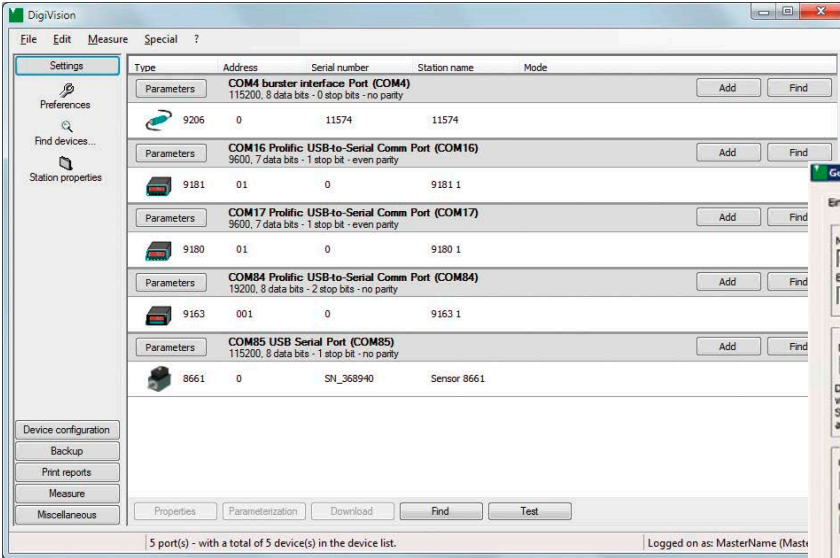 DigiVision
File Edit Measure Special ?
Settings
Preferences
Find devices...
Station properties
Device configuration
Backup
Print reports
Measure
Miscellaneous
Type Address Serial number Station name Mode
Parameters COM4 burster interface Port (COM4) Add Find
115200, 8 data bits - 0 stop bits - no parity
9206 0 11574 11574
Parameters COM16 Prolific USB-to-Serial Comm Port (COM16) Add Find
9600, 7 data bits - 1 stop bit - even parity
9181 01 0 9181 1
Parameters COM17 Prolific USB-to-Serial Comm Port (COM17) Add Find
9600, 7 data bits - 1 stop bit - even parity
9180 01 0 9180 1
Parameters COM84 Prolific USB-to-Serial Comm Port (COM84) Add Find
19200, 8 data bits - 2 stop bits - no parity
9163 001 0 9163 1
Parameters COM85 USB Serial Port (COM85) Add Find
115200, 8 data bits - 1 stop bit - no parity
8661 0 SN_368940 Sensor 8661
Properties Parameterization Download Find Test
5 port(s) - with a total of 5 device(s) in the device list. Logged on as: MasterName (Maste